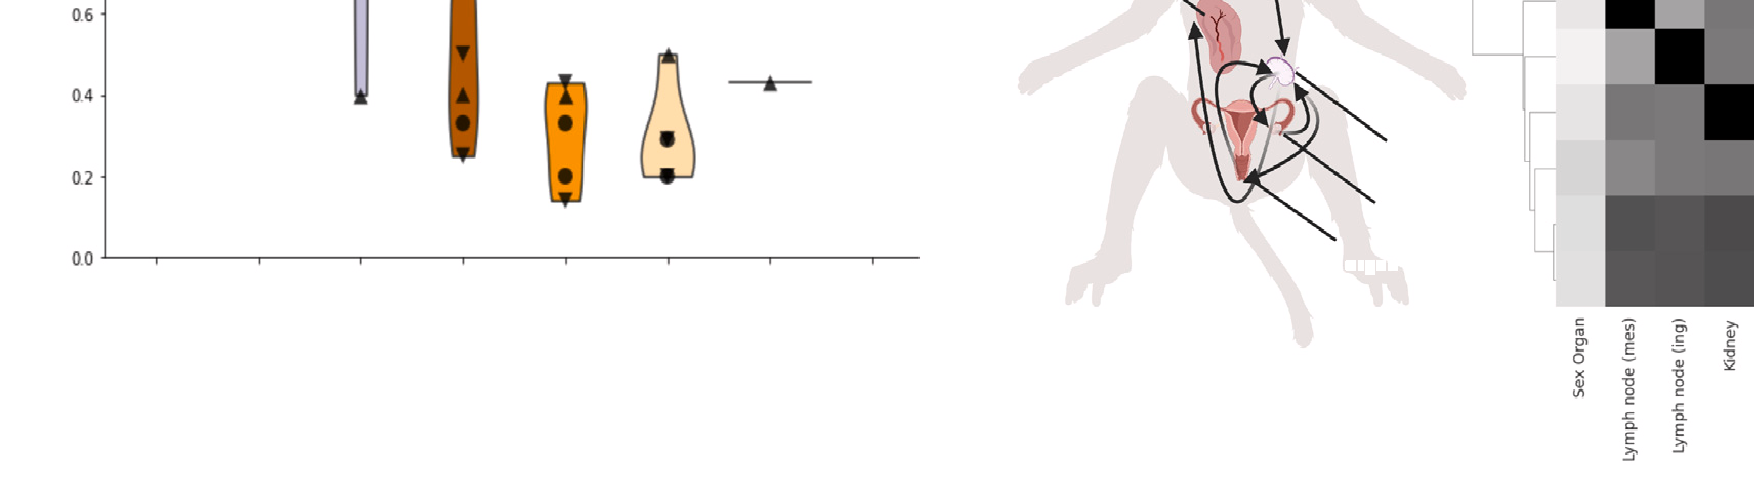 0.6
0.4
0.2
0.0
Sex Organ
Lymph node (mes)
Lymph node (ing)
Kidney